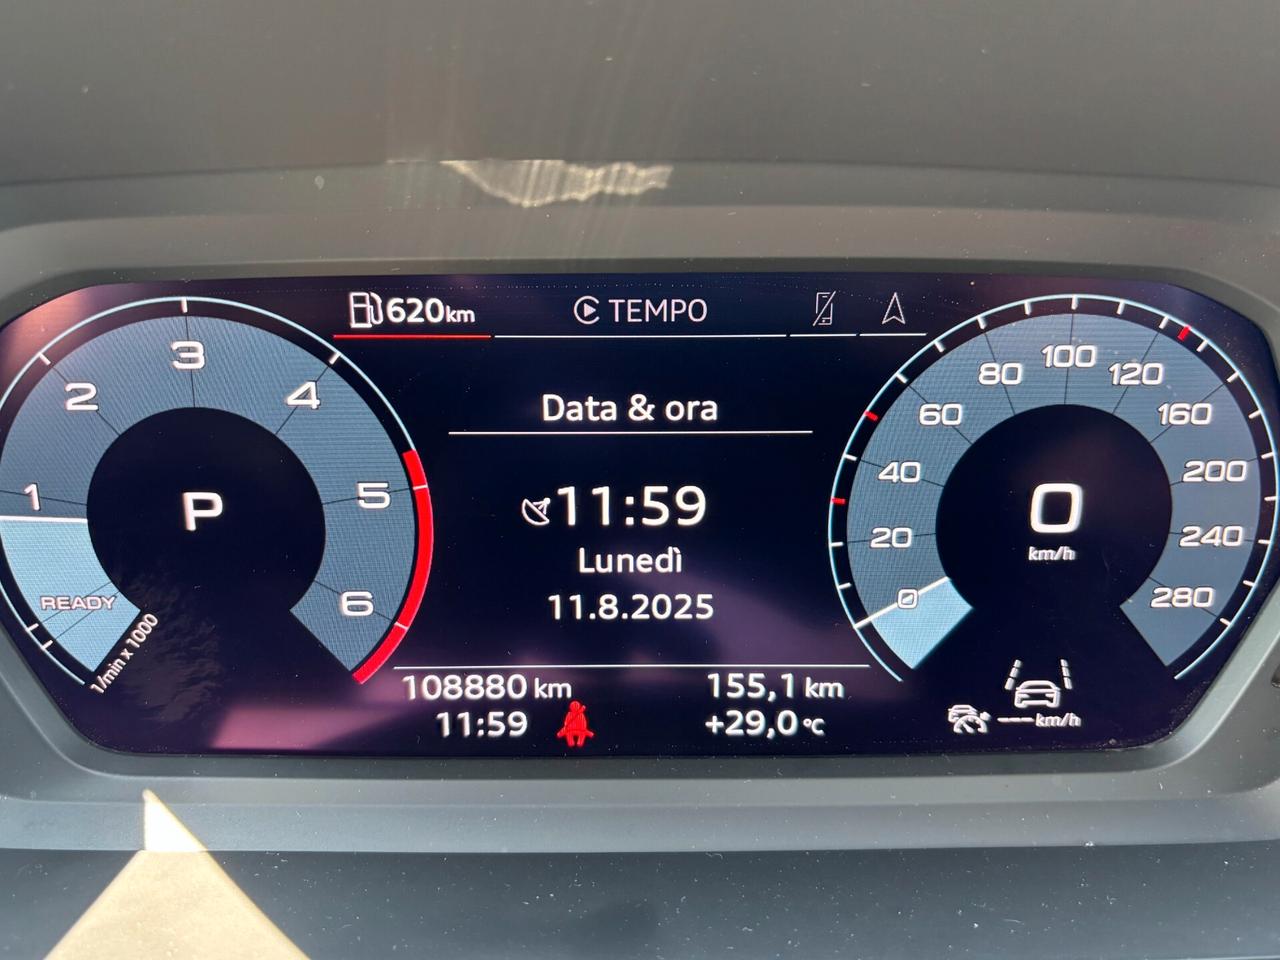 620km
TEMPO
Data & ora
11:59
Lunedì
11.8.2025
108880 km
155,1 km
11:59
+29,0 °C
1
2
3
4
5
6
P
READY
1/min x 1000
0
20
40
60
80
100
120
160
200
240
280
0
km/h
---km/h